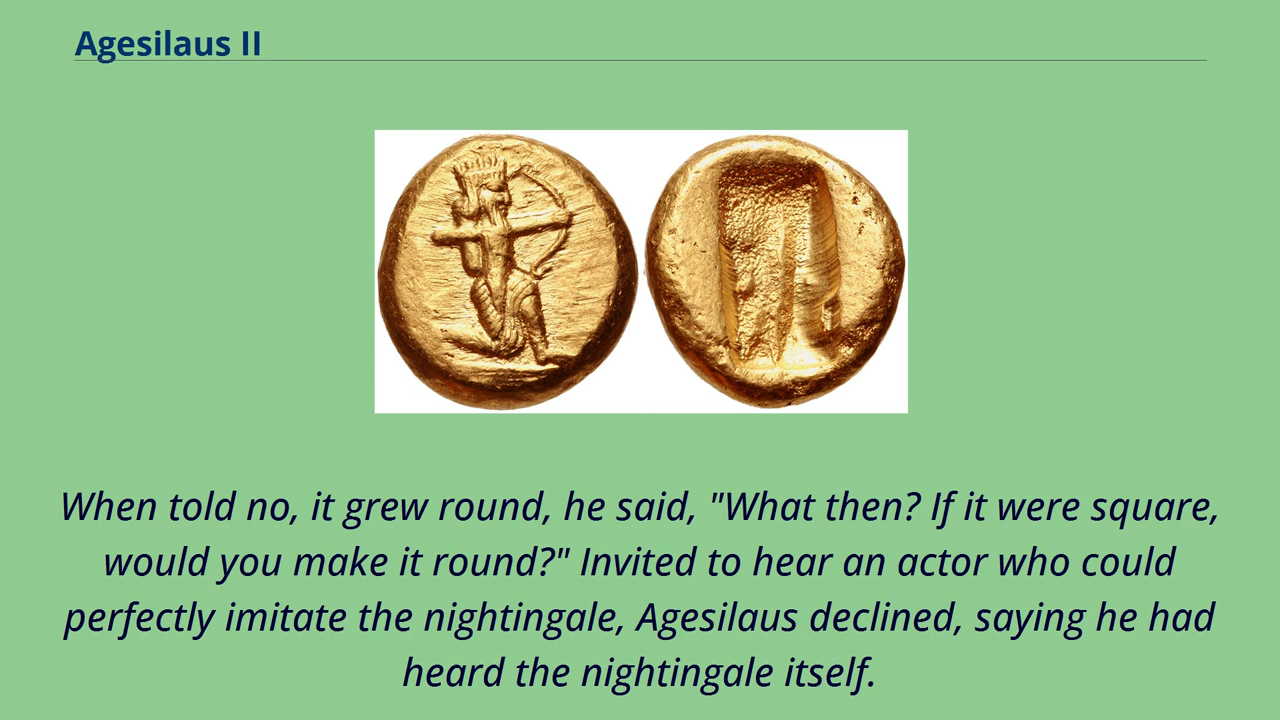 Agesilaus II
When told no, it grew round, he said, "What then? If it were square,
would you make it round?" Invited to hear an actor who could
perfectly imitate the nightingale, Agesilaus declined, saying he had
heard the nightingale itself.